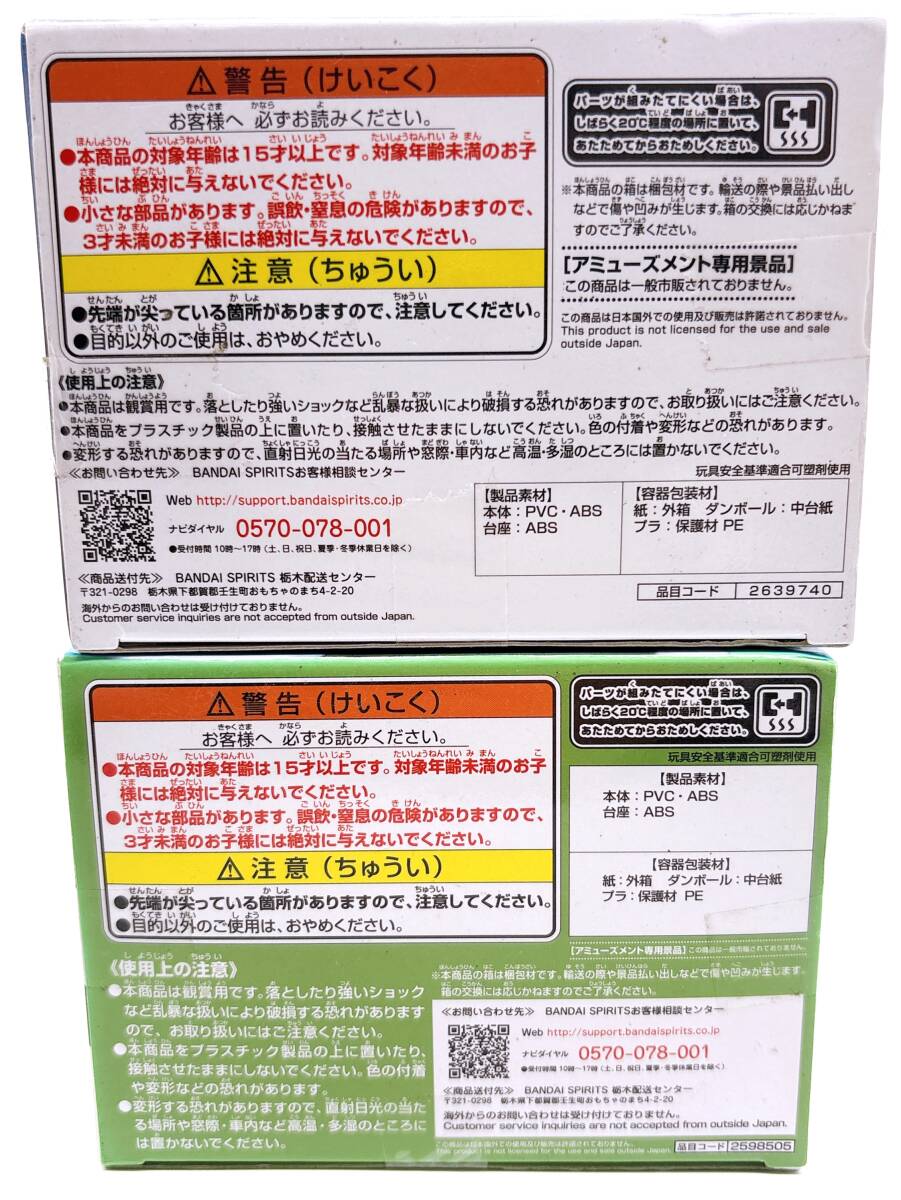 ⚠ 警告（けいこく）
お客様へ 必ずお読みください。
●本商品の対象年齢は15才以上です。対象年齢未満のお子
様には絶対に与えないでください。
●小さな部品があります。誤飲・窒息の危険がありますので、
3才未満のお子様には絶対に与えないでください。
⚠ 注意（ちゅうい）
●先端が尖っている箇所がありますので、注意してください。
●目的以外のご使用は、おやめください。
パーツが組みたてにくい場合は、
しばらく20℃程度の場所に置いて、
あたためてからおためしください。
※本商品の箱は梱包材です。輸送の際や景品払い出し
などで傷や凹みが生じます。箱の交換には応じかねま
すのでご了承ください。
【アミューズメント専用景品】
この商品は一般市販されておりません。
この商品は日本国外での使用及び販売は許諾されておりません。
This product is not licensed for the use and sale
outside Japan.
《使用上の注意》
●本商品は観賞用です。落としたり強いショックなど乱暴な扱いにより破損する恐れがありますので、お取り扱いにはご注意ください。
●本商品をプラスチック製品の上に置いたり、接触させたままにしないでください。色の付着や変形などの恐れがあります。
●変形する恐れがありますので、直射日光の当たる場所や窓際・車内など高温・多湿のところには置かないでください。
≪お問い合わせ先≫ BANDAI SPIRITSお客様相談センター
玩具安全基準適合可塑剤使用
Web http://support.bandaispirits.co.jp
ナビダイヤル 0570-078-001
●受付時間 10時～17時（土、日、祝日、夏季・冬季休業日を除く）
【製品素材】
本体：PVC・ABS
台座：ABS
【容器包装材】
紙：外箱 ダンボール：中台紙
プラ：保護材 PE
≪商品送付先≫ BANDAI SPIRITS 栃木配送センター
〒321-0298 栃木県下都賀郡壬生町おもちゃのまち4-2-20
品目コード 2639740
海外からのお問い合わせは受け付けておりません。
Customer service inquiries are not accepted from outside Japan.
⚠ 警告（けいこく）
お客様へ 必ずお読みください。
●本商品の対象年齢は15才以上です。対象年齢未満のお子
様には絶対に与えないでください。
●小さな部品があります。誤飲・窒息の危険がありますので、
3才未満のお子様には絶対に与えないでください。
⚠ 注意（ちゅうい）
●先端が尖っている箇所がありますので、注意してください。
●目的以外のご使用は、おやめください。
パーツが組みたてにくい場合は、
しばらく20℃程度の場所に置いて、
あたためてからおためしください。
玩具安全基準適合可塑剤使用
【製品素材】
本体：PVC・ABS
台座：ABS
【容器包装材】
紙：外箱 ダンボール：中台紙
プラ：保護材 PE
【アミューズメント専用景品】この商品は一般市販されておりません。
《使用上の注意》
●本商品は観賞用です。落としたり強いショック
など乱暴な扱いにより破損する恐れがあります
ので、お取り扱いにはご注意ください。
●本商品をプラスチック製品の上に置いたり、
接触させたままにしないでください。色の付着
や変形などの恐れがあります。
●変形する恐れがありますので、直射日光の当た
る場所や窓際・車内など高温・多湿のところに
は置かないでください。
※本商品の箱は梱包材です。輸送の際や景品払い出しなどで傷や凹みが生じます。
箱の交換には応じかねますのでご了承ください。
≪お問い合わせ先≫ BANDAI SPIRITSお客様相談センター
Web http://support.bandaispirits.co.jp
ナビダイヤル 0570-078-001
●受付時間 10時～17時（土、日、祝日、夏季・冬季休業日を除く）
≪商品送付先≫ BANDAI SPIRITS 栃木配送センター
〒321-0298 栃木県下都賀郡壬生町おもちゃのまち4-2-20
海外からのお問い合わせは受け付けておりません。
Customer service inquiries are not accepted from outside Japan.
この商品は日本国外での使用及び販売は許諾されておりません。
This product is not licensed for the use and sale outside Japan.
品目コード 2598505